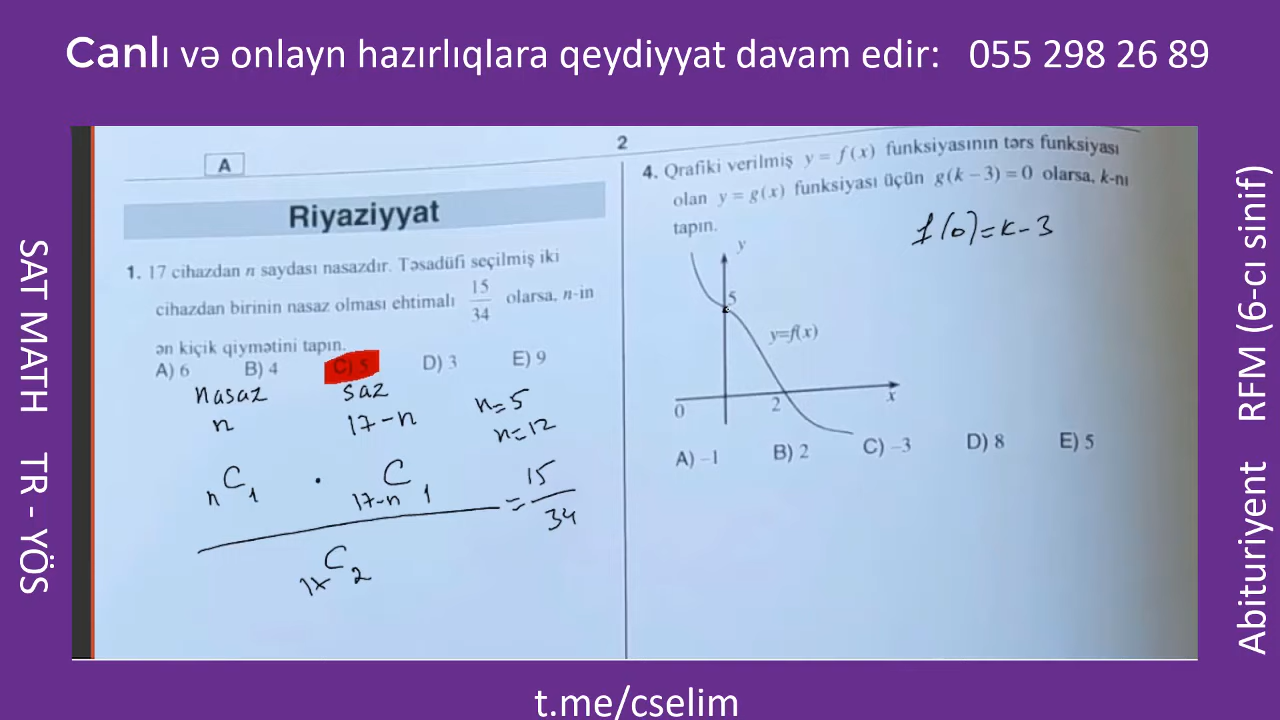 Canlı və onlayn hazırlıqlara qeydiyyat davam edir: 055 298 26 89
SAT MATH TR - YÖS
A
2
Riyaziyyat
1. 17 cihazdan n saydası nasazdır. Təsadüfi seçilmiş iki
cihazdan birinin nasaz olması ehtimalı 15/34 olarsa, n-in
ən kiçik qiymətini tapın.
A) 6 B) 4 C) 5 D) 3 E) 9
nasaz saz
n 17-n
n=5
n=12
nC1 · 17-nC1 = 15/34
17C2
4. Qrafiki verilmiş y = f(x) funksiyasının tərs funksiyası
olan y = g(x) funksiyası üçün g(k − 3) = 0 olarsa, k-nı
tapın.
f(0)=k-3
y
5
y=f(x)
0 2 x
A) −1 B) 2 C) −3 D) 8 E) 5
Abituriyent RFM (6-cı sinif)
t.me/cselim